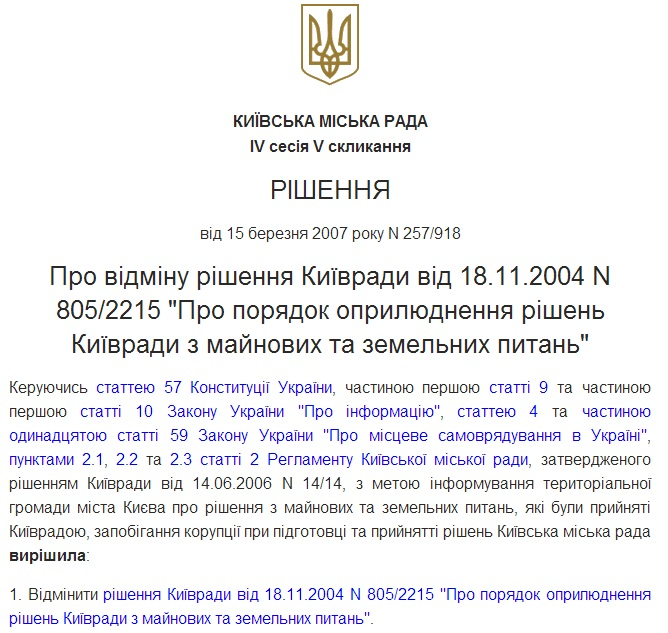 КИЇВСЬКА МІСЬКА РАДА
IV сесія V скликання
РІШЕННЯ
від 15 березня 2007 року N 257/918
Про відміну рішення Київради від 18.11.2004 N
805/2215 "Про порядок оприлюднення рішень
Київради з майнових та земельних питань"
Керуючись статтею 57 Конституції України, частиною першою статті 9 та частиною
першою статті 10 Закону України "Про інформацію", статтею 4 та частиною
одинадцятою статті 59 Закону України "Про місцеве самоврядування в Україні",
пунктами 2.1, 2.2 та 2.3 статті 2 Регламенту Київської міської ради, затвердженого
рішенням Київради від 14.06.2006 N 14/14, з метою інформування територіальної
громади міста Києва про рішення з майнових та земельних питань, які були прийняті
Київрадою, запобігання корупції при підготовці та прийнятті рішень Київська міська рада
вирішила:
1. Відмінити рішення Київради від 18.11.2004 N 805/2215 "Про порядок оприлюднення
рішень Київради з майнових та земельних питань".